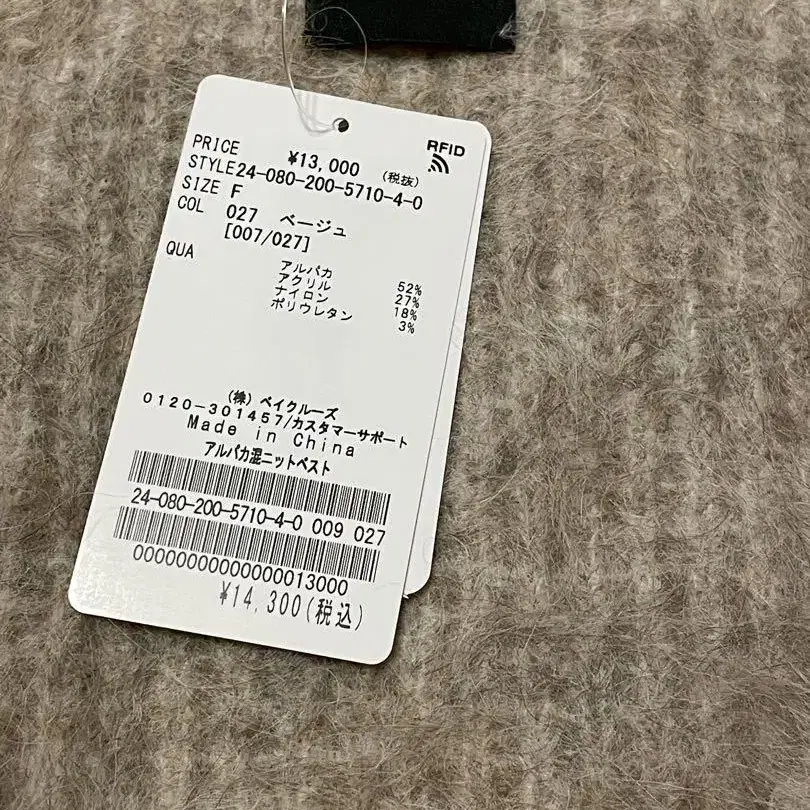 RFID
PRICE ¥13,000 (税抜)
STYLE24-080-200-5710-4-0
SIZE F
COL 027 ベージュ
[007/027]
QUA
アルパカ 52%
アクリル 27%
ナイロン 18%
ポリウレタン 3%
(株) ベイクルーズ
0120-301457/カスタマーサポート
Made in China
アルパカ混ニットベスト
24-080-200-5710-4-0 009 027
00000000000000013000
¥14,300(税込)